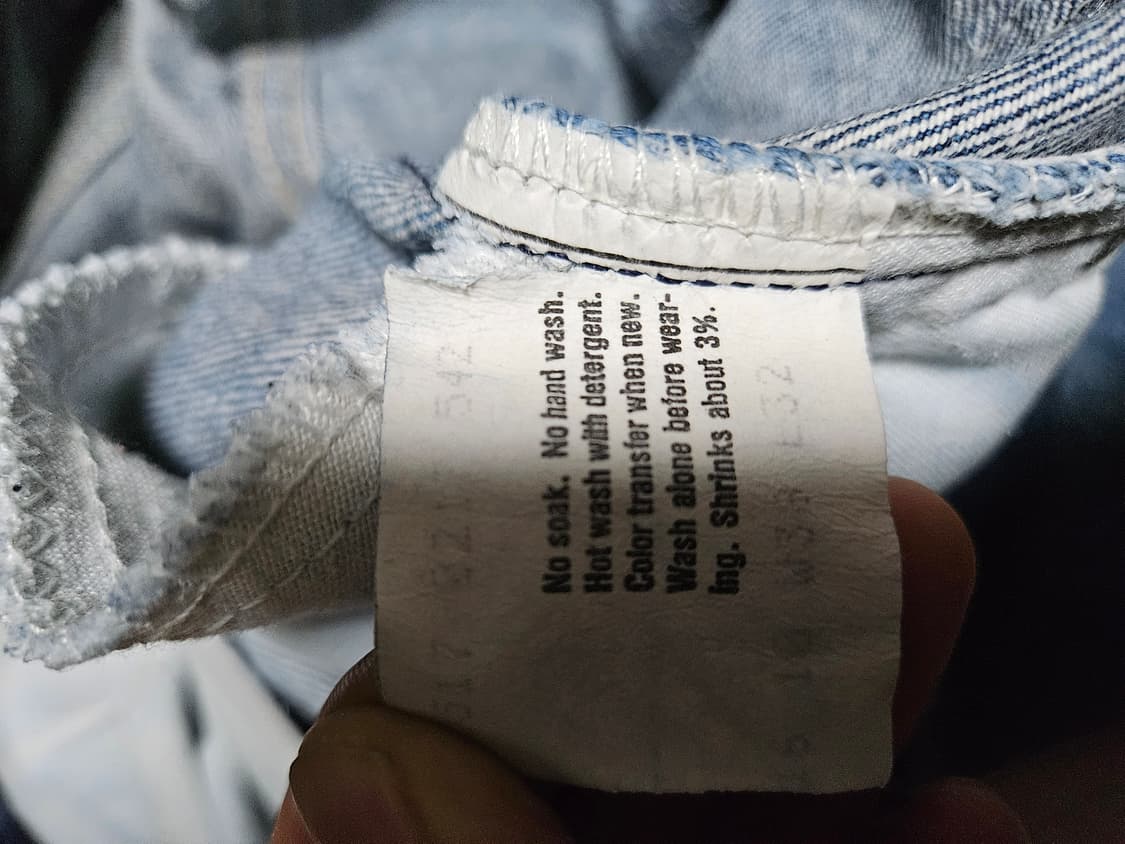 No soak. No hand wash.
Hot wash with detergent.
Color transfer when new.
Wash alone before wear-
ing. Shrinks about 3%.